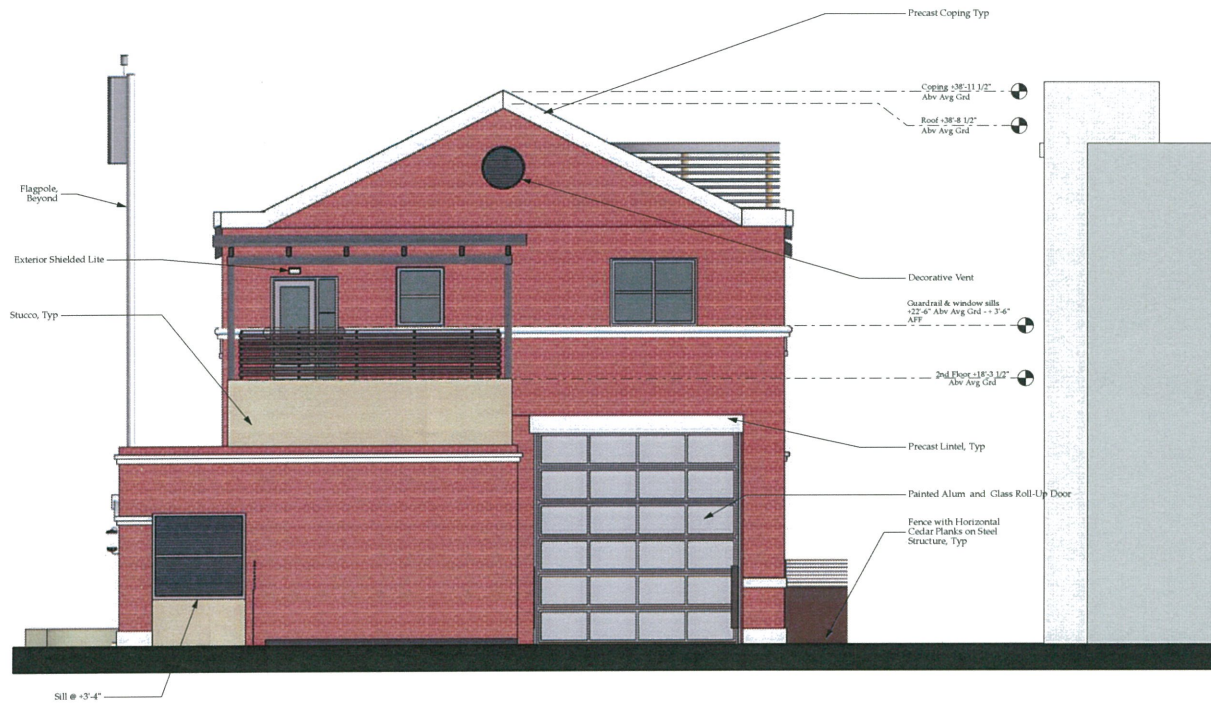 Precast Coping Typ
Coping +38'-11 1/2"
Abv Avg Grd
Roof +38'-8 1/2"
Abv Avg Grd
Flagpole,
Beyond
Exterior Shielded Lite
Decorative Vent
Stucco, Typ
Guardrail & window sills
+22'-6" Abv Avg Grd - + 3'-6"
AFF
2nd Floor +18'-3 1/2"
Abv Avg Grd
Precast Lintel, Typ
Painted Alum and Glass Roll-Up Door
Fence with Horizontal
Cedar Planks on Steel
Structure, Typ
Sill @ +3'-4"